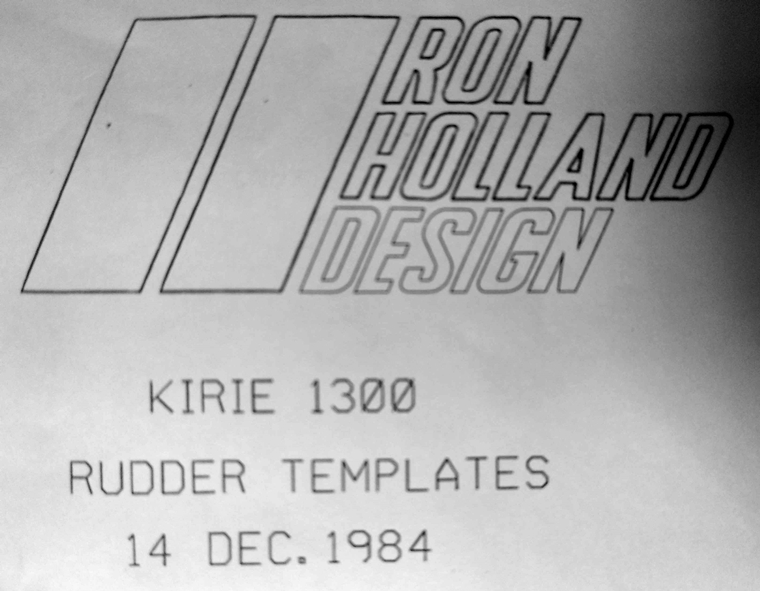 RON
HOLLAND
DESIGN
KIRIE 1300
RUDDER TEMPLATES
14 DEC. 1984